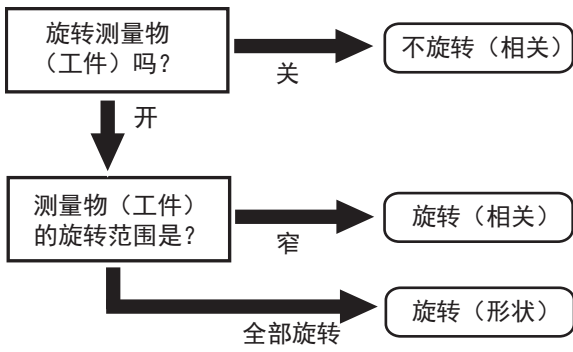 旋转测量物
（工件）吗？
关
不旋转（相关）
开
测量物（工件）
的旋转范围是？
窄
旋转（相关）
全部旋转
旋转（形状）